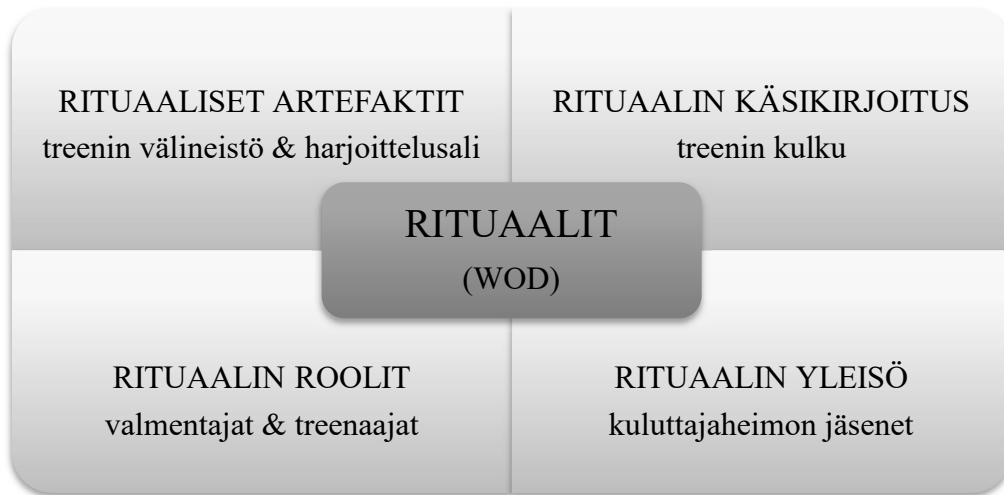 RITUAALISET ARTEFAKTIT
treenin välineistö & harjoittelusali
RITUAALIN KÄSIKIRJOITUS
treenin kulku
RITUAALIT
(WOD)
RITUAALIN ROOLIT
valmentajat & treenaajat
RITUAALIN YLEISÖ
kuluttajaheimon jäsenet